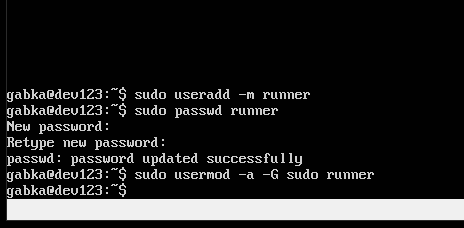 gabka@dev123:~$ sudo useradd -m runner
gabka@dev123:~$ sudo passwd runner
New password:
Retype new password:
passwd: password updated successfully
gabka@dev123:~$ sudo usermod -a -G sudo runner
gabka@dev123:~$